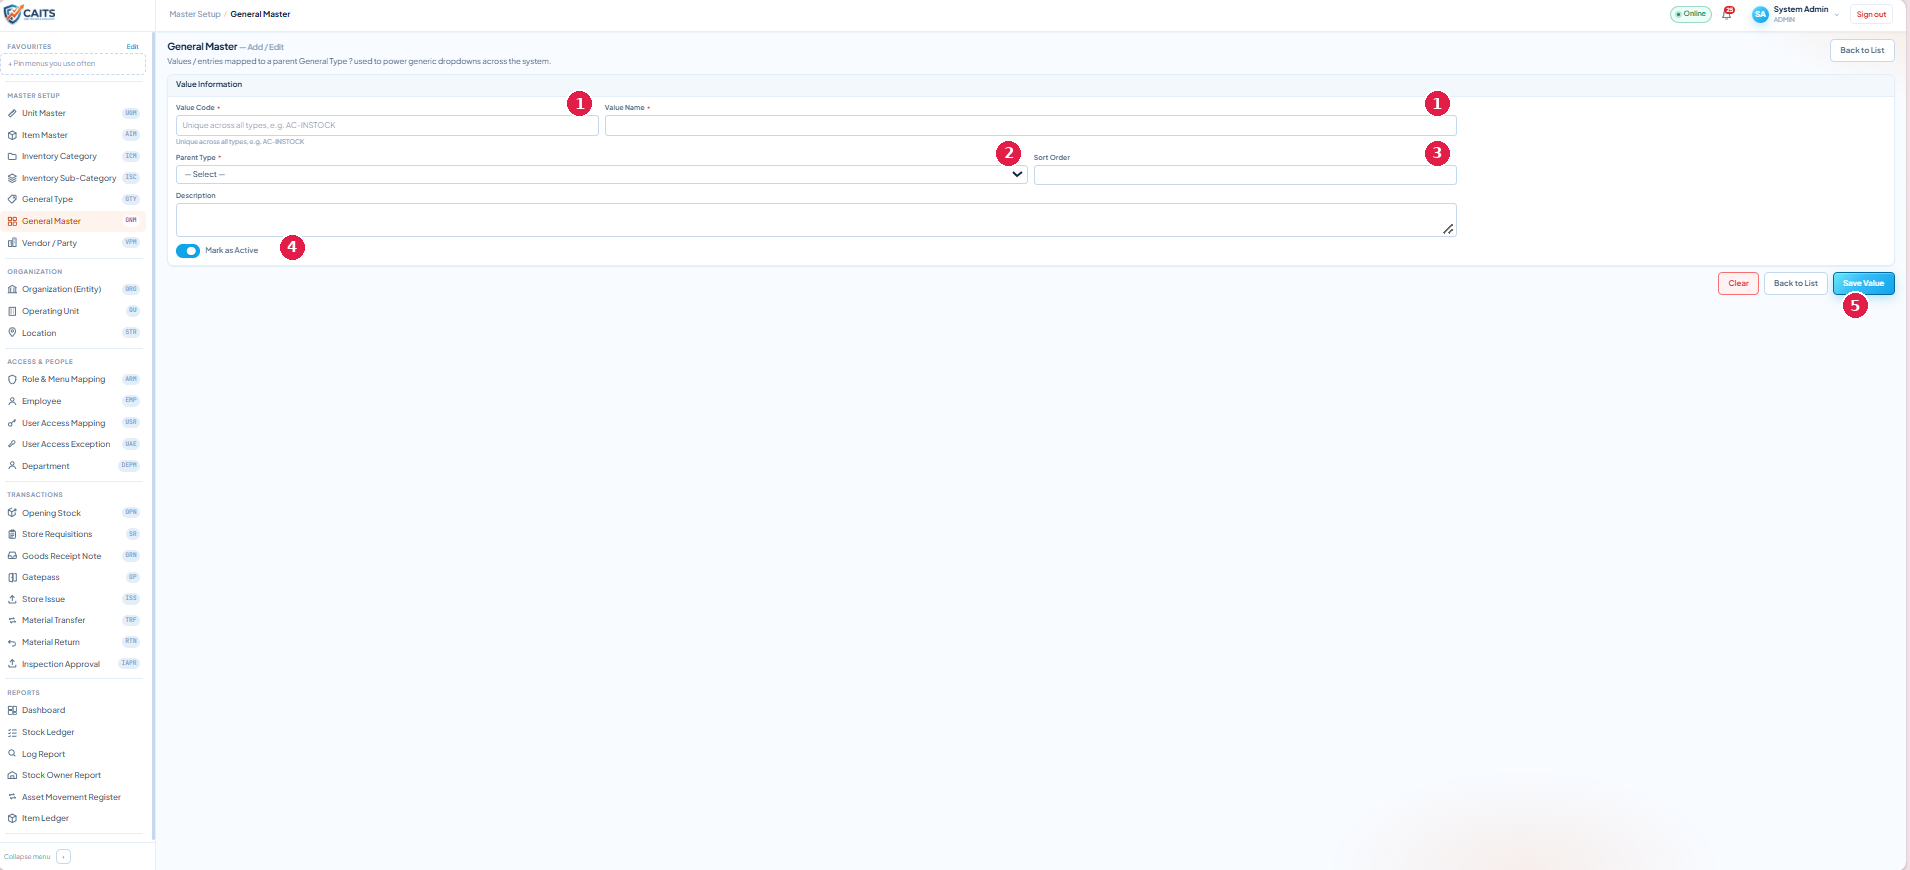 CAITS
Master Setup / General Master
Online
25
SA
System Admin
ADMIN
Sign out
FAVOURITES Edit
+ Pin menus you use often
MASTER SETUP
Unit Master UOM
Item Master AIM
Inventory Category ICM
Inventory Sub-Category ISC
General Type GTY
General Master GNM
Vendor / Party VPM
ORGANIZATION
Organization (Entity) ORG
Operating Unit OU
Location STR
ACCESS & PEOPLE
Role & Menu Mapping ARM
Employee EMP
User Access Mapping USR
User Access Exception UAE
Department DEPM
TRANSACTIONS
Opening Stock OPN
Store Requisitions SR
Goods Receipt Note GRN
Gatepass GP
Store Issue ISS
Material Transfer TRF
Material Return RTN
Inspection Approval IAPR
REPORTS
Dashboard
Stock Ledger
Log Report
Stock Owner Report
Asset Movement Register
Item Ledger
Collapse menu
General Master — Add / Edit
Values / entries mapped to a parent General Type ? used to power generic dropdowns across the system.
Back to List
Value Information
Value Code * 1 Value Name * 1
Unique across all types, e.g. AC-INSTOCK
Unique across all types, e.g. AC-INSTOCK
Parent Type * 2 Sort Order 3
— Select —
Description
Mark as Active 4
Clear Back to List Save Value
5